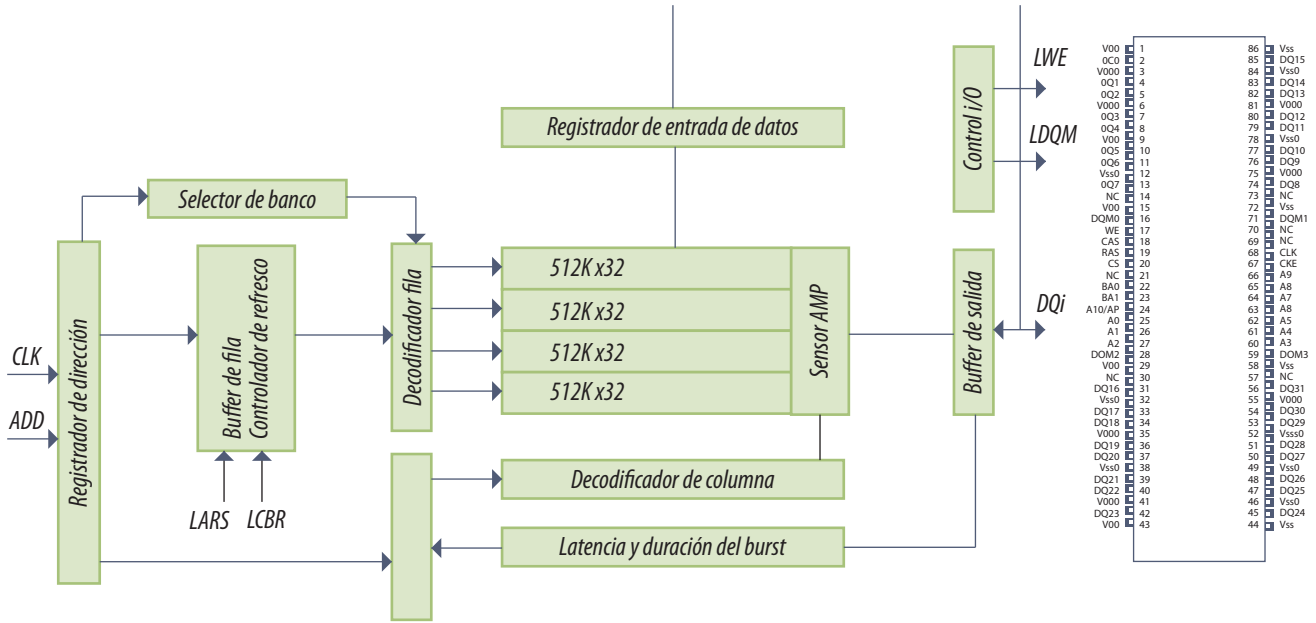 LWE
Control i/O
LDQM
Registrador de entrada de datos
Selector de banco
Registrador de dirección
Buffer de fila
Controlador de refresco
Decodificador fila
512K x32
512K x32
512K x32
512K x32
Sensor AMP
Buffer de salida
DQi
CLK
ADD
LARS
LCBR
Decodificador de columna
Latencia y duración del burst
V00 1
0C0 2
V000 3
0Q1 4
0Q2 5
V000 6
0Q3 7
0Q4 8
V00 9
0Q5 10
0Q6 11
Vss0 12
0Q7 13
NC 14
V00 15
DQM0 16
WE 17
CAS 18
RAS 19
CS 20
NC 21
BA0 22
BA1 23
A10/AP 24
A0 25
A1 26
A2 27
DOM2 28
V00 29
NC 30
DQ16 31
Vss0 32
DQ17 33
DQ18 34
V000 35
DQ19 36
DQ20 37
Vss0 38
DQ21 39
DQ22 40
V000 41
DQ23 42
V00 43
86 Vss
85 DQ15
84 Vss0
83 DQ14
82 DQ13
81 V000
80 DQ12
79 DQ11
78 Vss0
77 DQ10
76 DQ9
75 V000
74 DQ8
73 NC
72 Vss
71 DQM1
70 NC
69 NC
68 CLK
67 CKE
66 A9
65 A8
64 A7
63 A8
62 A5
61 A4
60 A3
59 DOM3
58 Vss
57 NC
56 DQ31
55 V000
54 DQ30
53 DQ29
52 Vsss0
51 DQ28
50 DQ27
49 Vss0
48 DQ26
47 DQ25
46 Vss0
45 DQ24
44 Vss